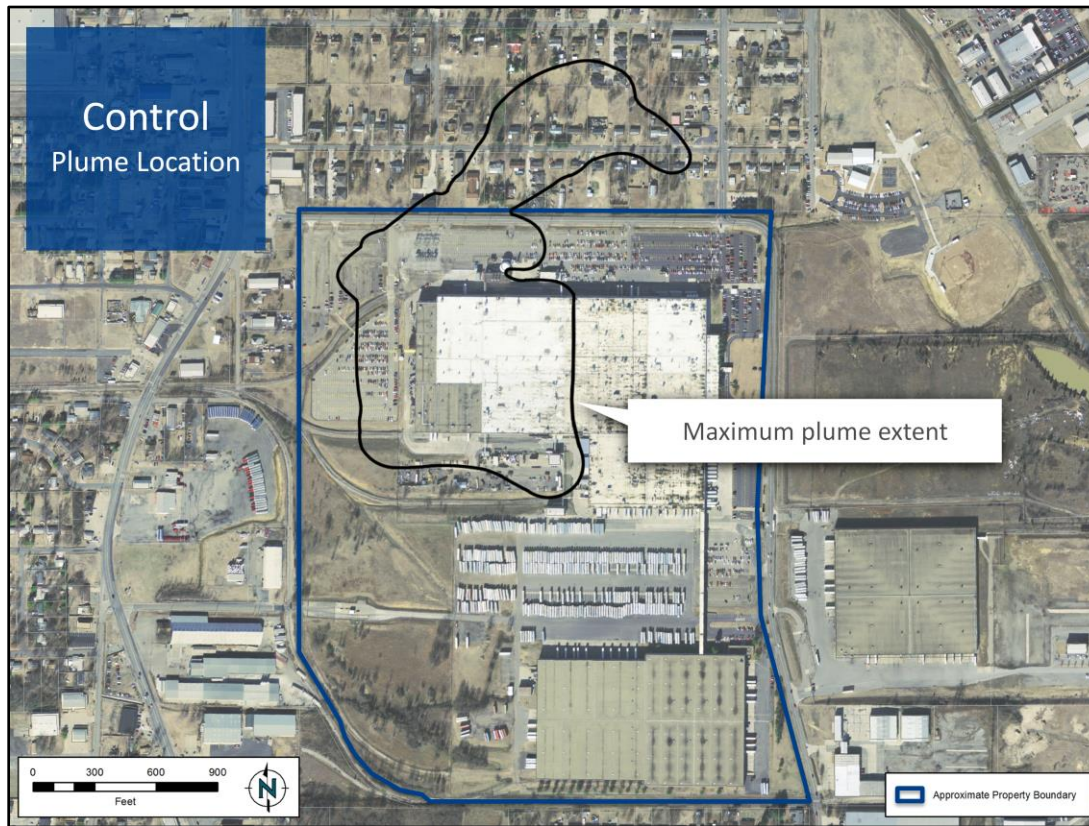 Control
Plume Location
Maximum plume extent
0 300 600 900
Feet
N
Approximate Property Boundary